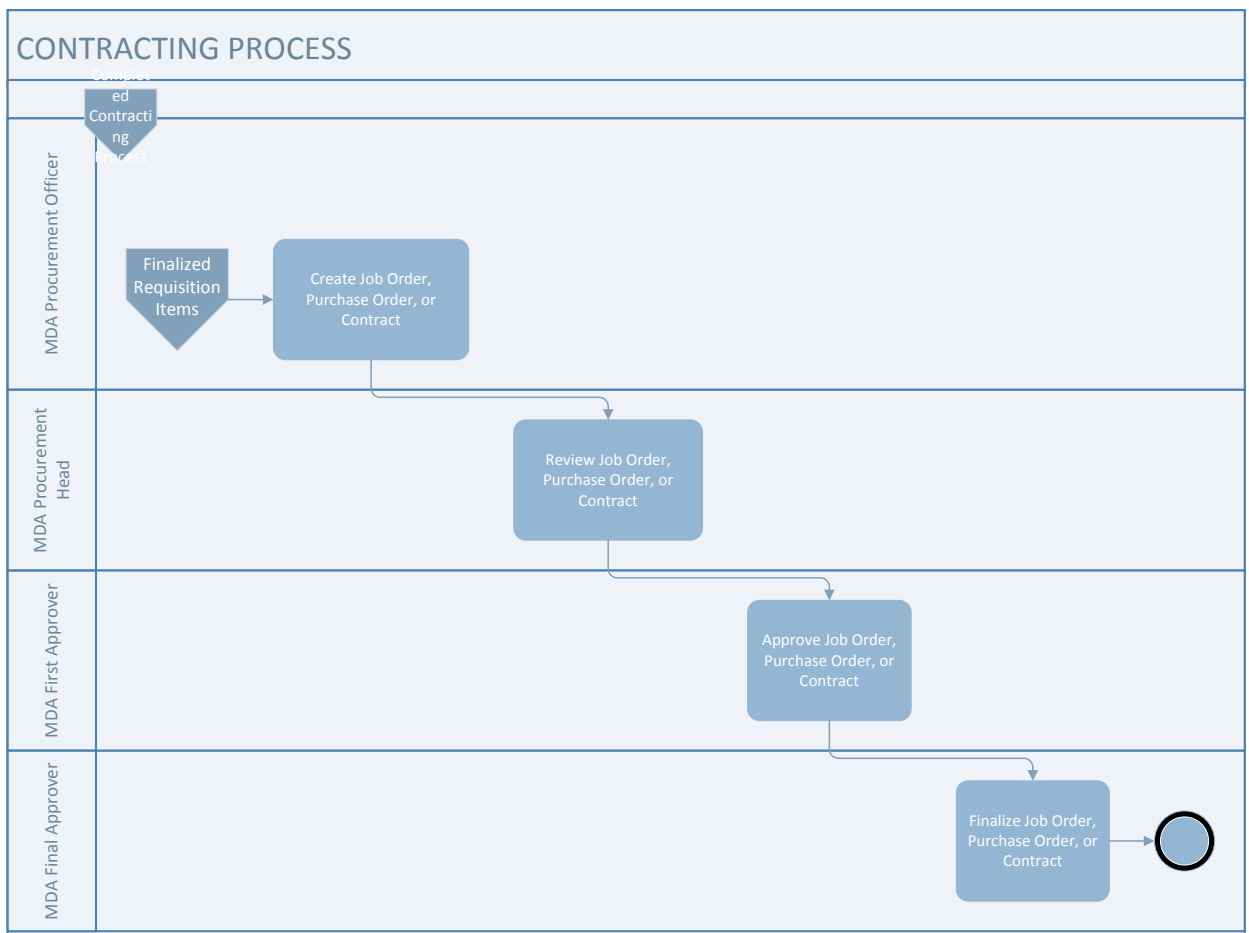 CONTRACTING PROCESS
Complet
ed
Contracti
ng
Process
MDA Procurement Officer
Finalized
Requisition
Items
Create Job Order,
Purchase Order, or
Contract
MDA Procurement
Head
Review Job Order,
Purchase Order, or
Contract
MDA First Approver
Approve Job Order,
Purchase Order, or
Contract
MDA Final Approver
Finalize Job Order,
Purchase Order, or
Contract